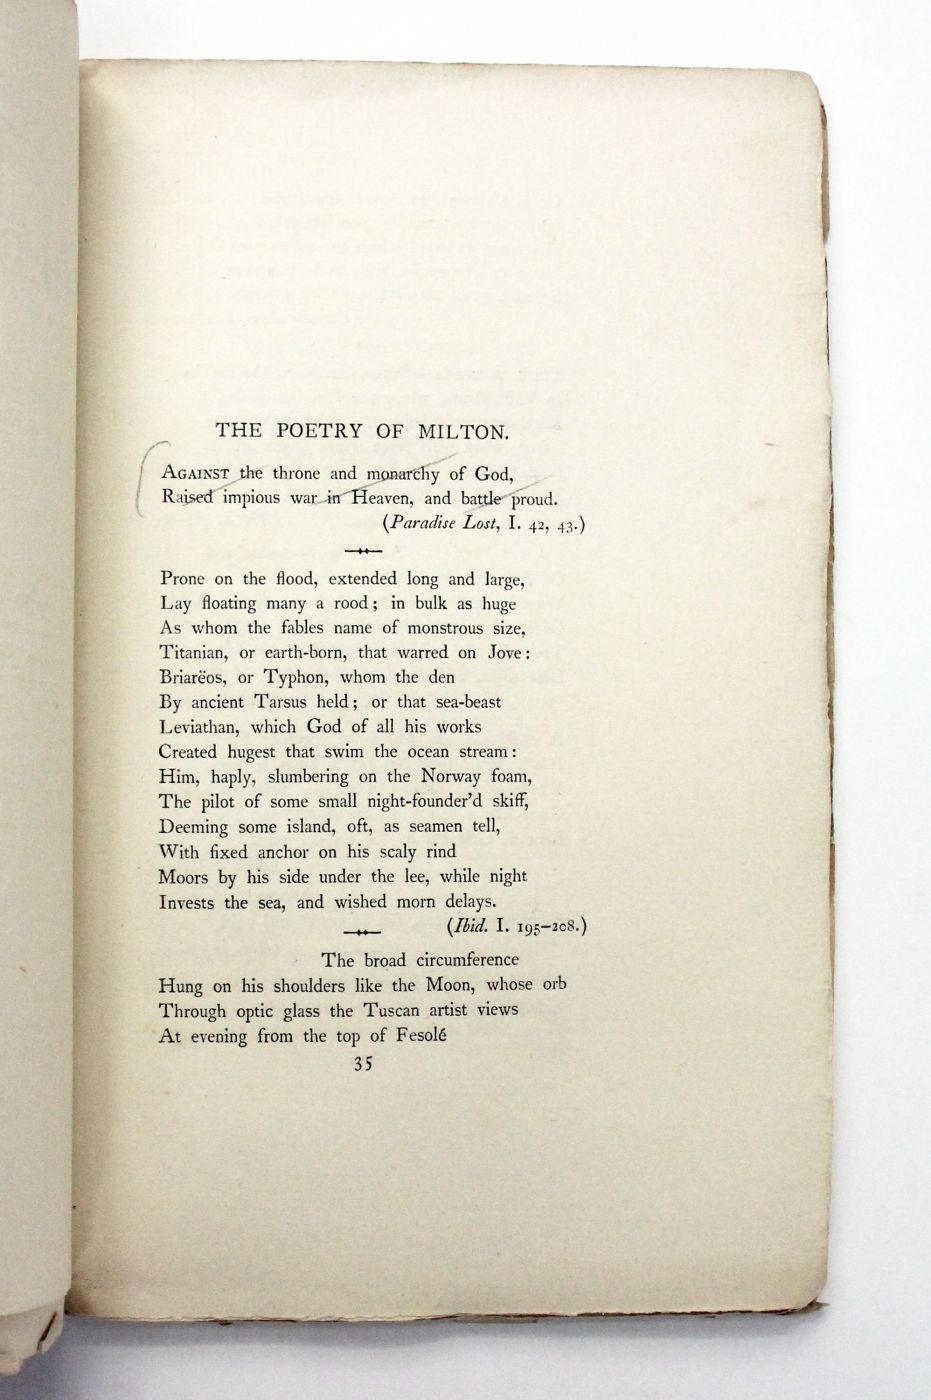 THE POETRY OF MILTON.
AGAINST the throne and monarchy of God,
Raised impious war in Heaven, and battle proud.
(Paradise Lost, I. 42, 43.)
Prone on the flood, extended long and large,
Lay floating many a rood; in bulk as huge
As whom the fables name of monstrous size,
Titanian, or earth-born, that warred on Jove:
Briarëos, or Typhon, whom the den
By ancient Tarsus held; or that sea-beast
Leviathan, which God of all his works
Created hugest that swim the ocean stream:
Him, haply, slumbering on the Norway foam,
The pilot of some small night-founder'd skiff,
Deeming some island, oft, as seamen tell,
With fixed anchor on his scaly rind
Moors by his side under the lee, while night
Invests the sea, and wished morn delays.
(Ibid. I. 195–208.)
The broad circumference
Hung on his shoulders like the Moon, whose orb
Through optic glass the Tuscan artist views
At evening from the top of Fesolé
35